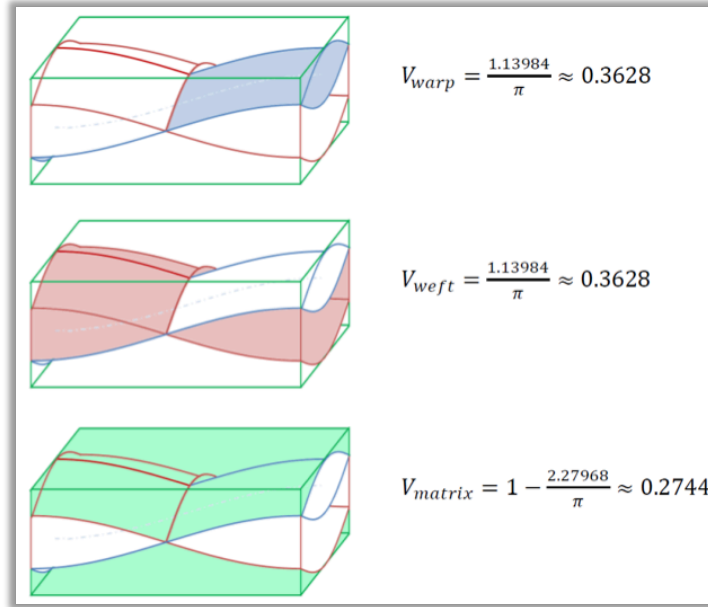 V_warp = 1.13984/π ≈ 0.3628
V_weft = 1.13984/π ≈ 0.3628
V_matrix = 1 − 2.27968/π ≈ 0.2744